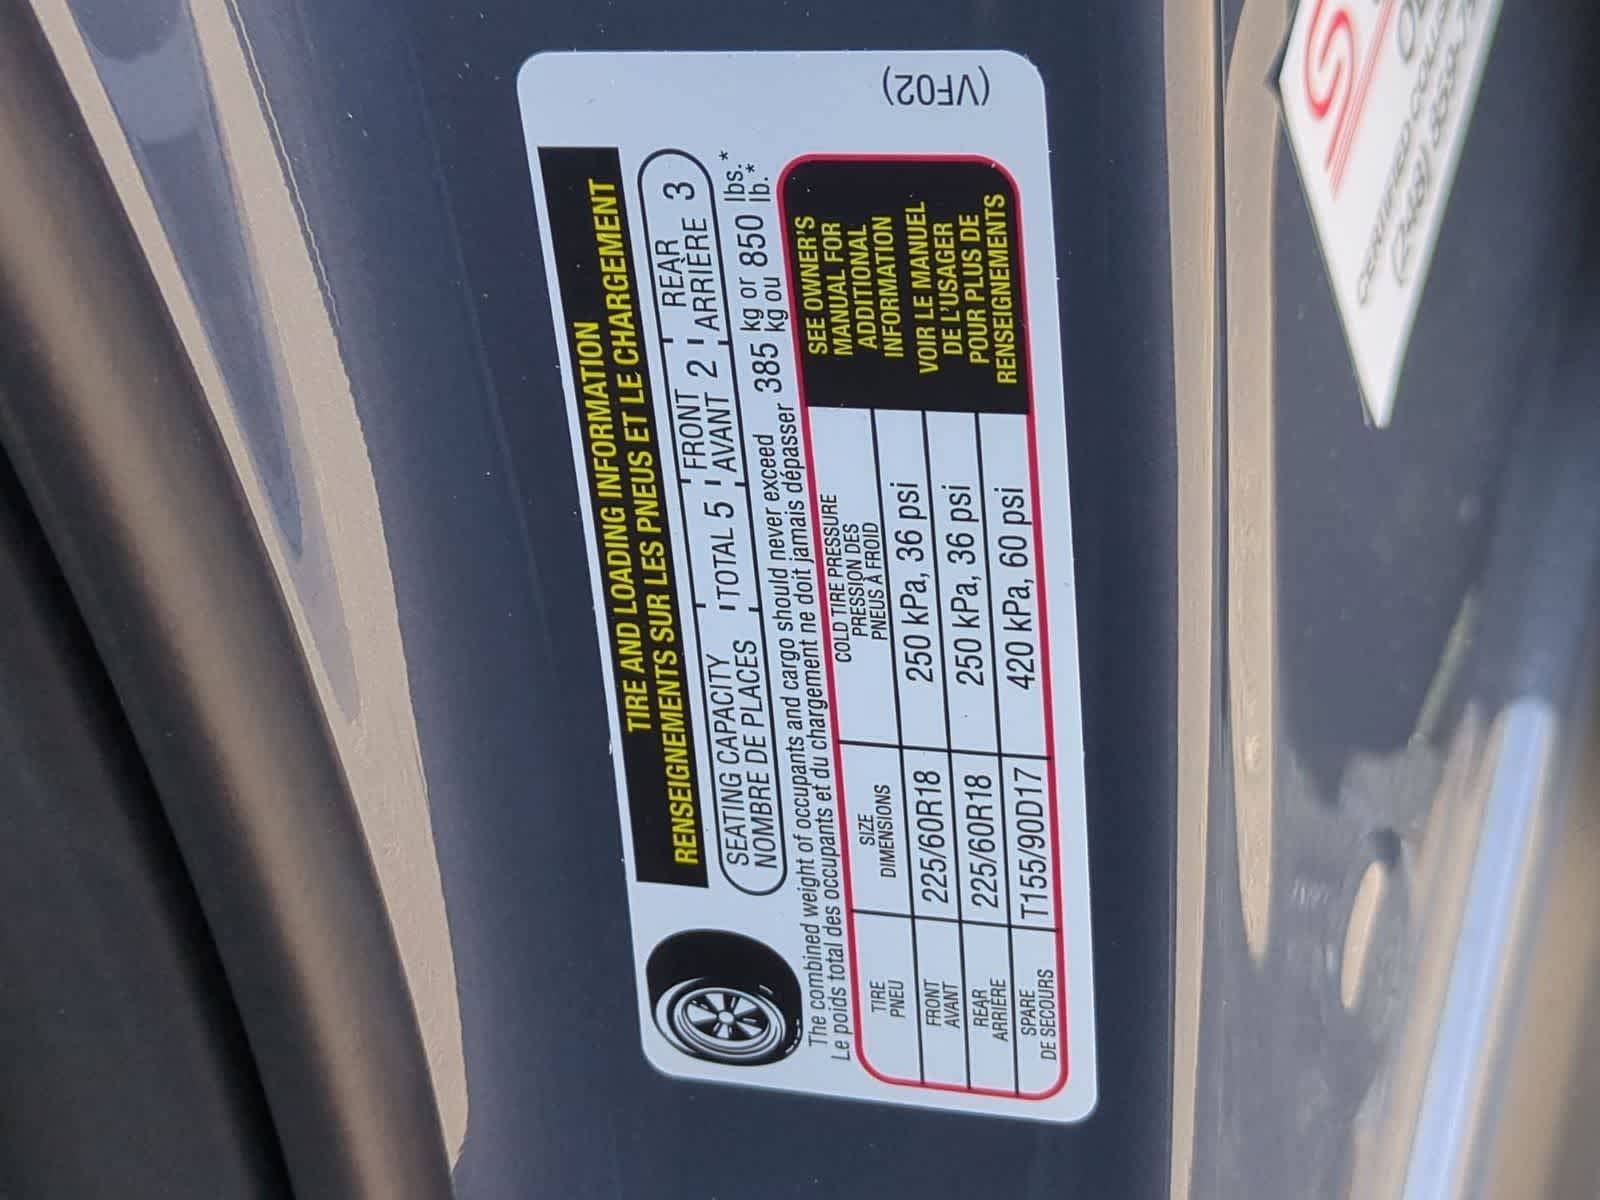 (VF02)
TIRE AND LOADING INFORMATION
RENSEIGNEMENTS SUR LES PNEUS ET LE CHARGEMENT
SEATING CAPACITY TOTAL 5 FRONT 2 REAR 3
NOMBRE DE PLACES AVANT ARRIÈRE
The combined weight of occupants and cargo should never exceed 385 kg or 850 lbs.*
Le poids total des occupants et du chargement ne doit jamais dépasser kg ou lb.*
TIRE
PNEU
SIZE
DIMENSIONS
COLD TIRE PRESSURE
PRESSION DES
PNEUS À FROID
FRONT
AVANT
225/60R18
250 kPa, 36 psi
REAR
ARRIÈRE
225/60R18
250 kPa, 36 psi
SPARE
DE SECOURS
T155/90D17
420 kPa, 60 psi
SEE OWNER'S
MANUAL FOR
ADDITIONAL
INFORMATION
VOIR LE MANUEL
DE L'USAGER
POUR PLUS DE
RENSEIGNEMENTS
CERTIFIED